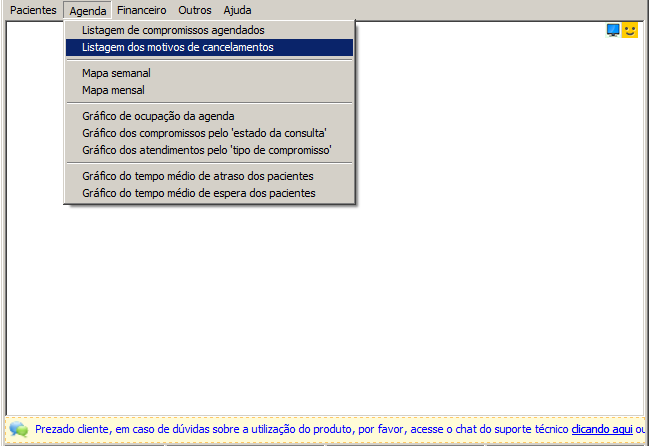 Pacientes Agenda Financeiro Outros Ajuda
Listagem de compromissos agendados
Listagem dos motivos de cancelamentos
Mapa semanal
Mapa mensal
Gráfico de ocupação da agenda
Gráfico dos compromissos pelo 'estado da consulta'
Gráfico dos atendimentos pelo 'tipo de compromisso'
Gráfico do tempo médio de atraso dos pacientes
Gráfico do tempo médio de espera dos pacientes
Prezado cliente, em caso de dúvidas sobre a utilização do produto, por favor, acesse o chat do suporte técnico clicando aqui ou